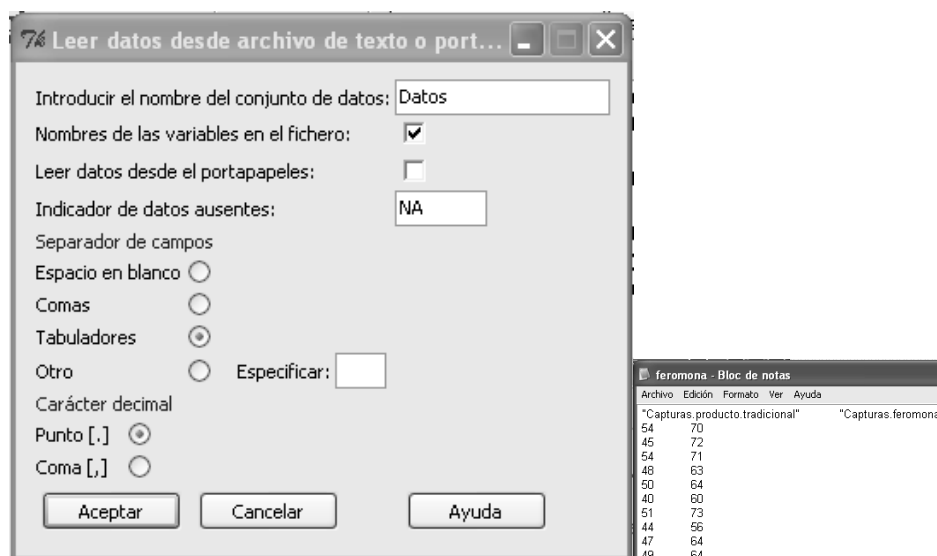 Leer datos desde archivo de texto o port...
Introducir el nombre del conjunto de datos: Datos
Nombres de las variables en el fichero:
Leer datos desde el portapapeles:
Indicador de datos ausentes: NA
Separador de campos
Espacio en blanco
Comas
Tabuladores
Otro Especificar:
Carácter decimal
Punto [.]
Coma [,]
Aceptar Cancelar Ayuda
feromona - Bloc de notas
Archivo Edición Formato Ver Ayuda
"Capturas.producto.tradicional" "Capturas.feromona
54 70
45 72
54 71
48 63
50 64
40 60
51 73
44 56
47 64
49 64